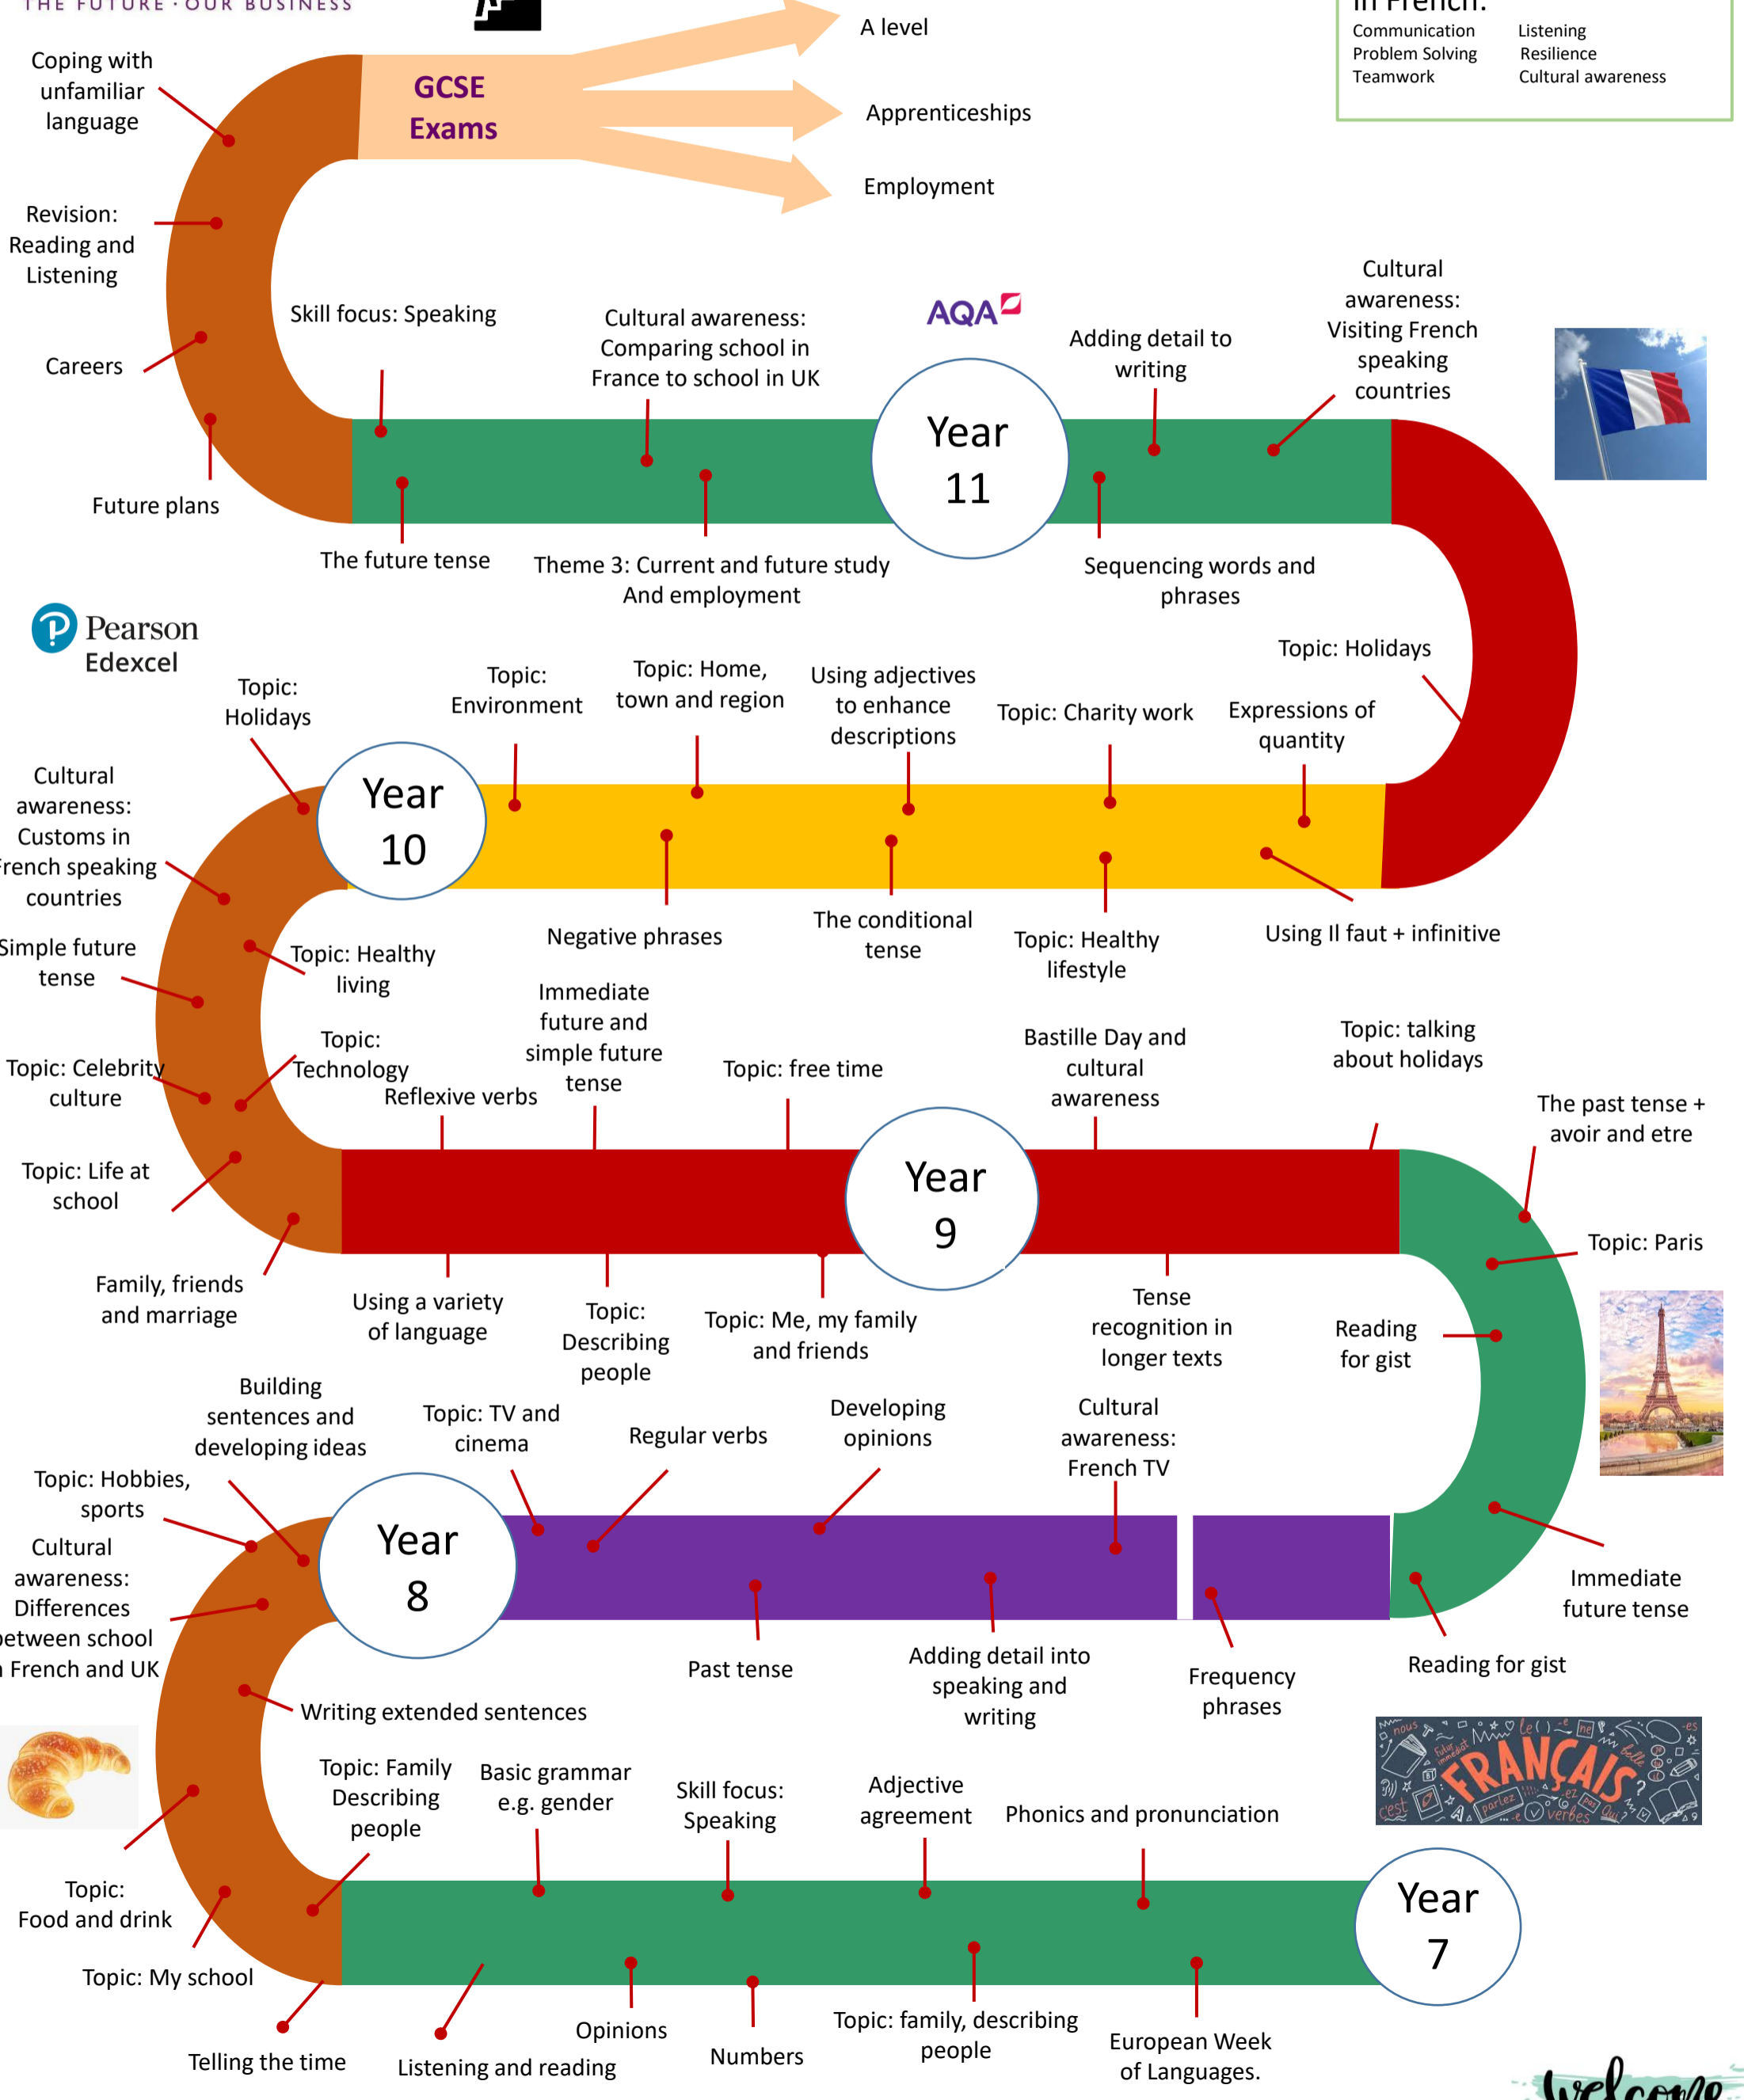 THE FUTURE · OUR BUSINESS
in French:
Communication Listening
Problem Solving Resilience
Teamwork Cultural awareness
A level
Apprenticeships
Employment
GCSE
Exams
Coping with
unfamiliar
language
Revision:
Reading and
Listening
Careers
Future plans
Skill focus: Speaking
The future tense
Cultural awareness:
Comparing school in
France to school in UK
Theme 3: Current and future study
And employment
AQA
Year
11
Adding detail to
writing
Sequencing words and
phrases
Cultural
awareness:
Visiting French
speaking
countries
Pearson
Edexcel
Topic: Holidays
Expressions of
quantity
Using Il faut + infinitive
Topic: Charity work
Topic: Healthy
lifestyle
Using adjectives
to enhance
descriptions
The conditional
tense
Topic: Home,
town and region
Negative phrases
Topic:
Environment
Year
10
Topic:
Holidays
Cultural
awareness:
Customs in
French speaking
countries
Topic: Healthy
living
Simple future
tense
Topic:
Technology
Topic: Celebrity
culture
Topic: Life at
school
Family, friends
and marriage
Reflexive verbs
Using a variety
of language
Immediate
future and
simple future
tense
Topic:
Describing
people
Topic: free time
Topic: Me, my family
and friends
Year
9
Bastille Day and
cultural
awareness
Tense
recognition in
longer texts
Topic: talking
about holidays
The past tense +
avoir and etre
Topic: Paris
Reading
for gist
Immediate
future tense
Reading for gist
Frequency
phrases
Cultural
awareness:
French TV
Adding detail into
speaking and
writing
Developing
opinions
Past tense
Regular verbs
Topic: TV and
cinema
Year
8
Building
sentences and
developing ideas
Topic: Hobbies,
sports
Cultural
awareness:
Differences
between school
n French and UK
Writing extended sentences
Topic:
Food and drink
Topic: My school
Topic: Family
Describing
people
Telling the time
Basic grammar
e.g. gender
Listening and reading
Opinions
Skill focus:
Speaking
Numbers
Adjective
agreement
Topic: family, describing
people
Phonics and pronunciation
European Week
of Languages.
Year
7
nous
le
ne
-es
Futur
immédiat
belle
FRANÇAIS
?
c'est
parlez
-ez
pas
Qui
verbes
A
welcome